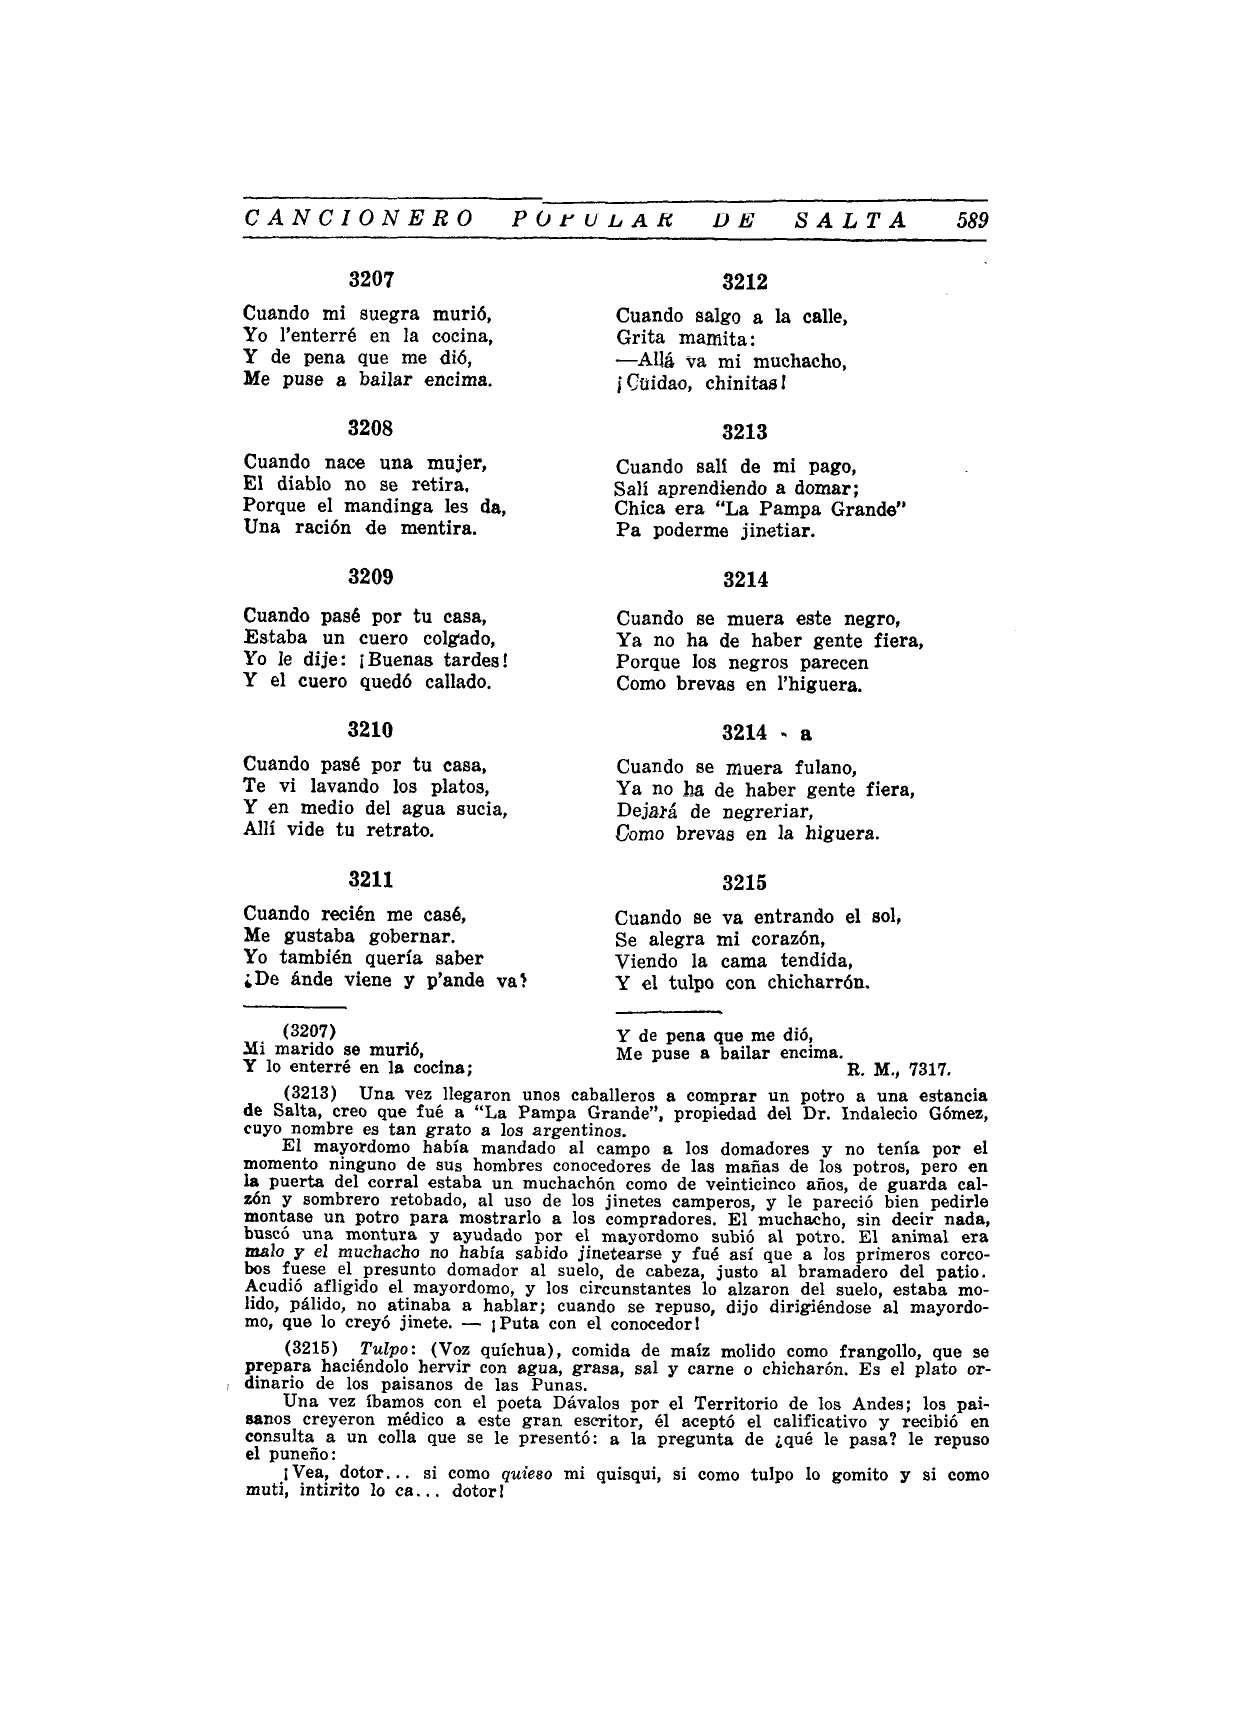 CANCIONERO POPULAR DE SALTA 589
3207
Cuando mi suegra murió,
Yo l'enterré en la cocina,
Y de pena que me dió,
Me puse a bailar encima.
3208
Cuando nace una mujer,
El diablo no se retira.
Porque el mandinga les da,
Una ración de mentira.
3209
Cuando pasé por tu casa,
Estaba un cuero colgado,
Yo le dije: ¡Buenas tardes!
Y el cuero quedó callado.
3210
Cuando pasé por tu casa,
Te vi lavando los platos,
Y en medio del agua sucia,
Allí vide tu retrato.
3211
Cuando recién me casé,
Me gustaba gobernar.
Yo también quería saber
¿De ánde viene y p'ande va?
3212
Cuando salgo a la calle,
Grita mamita:
—Allá va mi muchacho,
¡Cuidao, chinitas!
3213
Cuando salí de mi pago,
Salí aprendiendo a domar;
Chica era "La Pampa Grande"
Pa poderme jinetiar.
3214
Cuando se muera este negro,
Ya no ha de haber gente fiera,
Porque los negros parecen
Como brevas en l'higuera.
3214 - a
Cuando se muera fulano,
Ya no ha de haber gente fiera,
Dejará de negreriar,
Como brevas en la higuera.
3215
Cuando se va entrando el sol,
Se alegra mi corazón,
Viendo la cama tendida,
Y el tulpo con chicharrón.
(3207)
Mi marido se murió,
Y lo enterré en la cocina;
Y de pena que me dió,
Me puse a bailar encima.
R. M., 7317.
(3213) Una vez llegaron unos caballeros a comprar un potro a una estancia
de Salta, creo que fué a "La Pampa Grande", propiedad del Dr. Indalecio Gómez,
cuyo nombre es tan grato a los argentinos.
El mayordomo había mandado al campo a los domadores y no tenía por el
momento ninguno de sus hombres conocedores de las mañas de los potros, pero en
la puerta del corral estaba un muchachón como de veinticinco años, de guarda cal-
zón y sombrero retobado, al uso de los jinetes camperos, y le pareció bien pedirle
montase un potro para mostrarlo a los compradores. El muchacho, sin decir nada,
buscó una montura y ayudado por el mayordomo subió al potro. El animal era
malo y el muchacho no había sabido jinetearse y fué así que a los primeros corco-
bos fuese el presunto domador al suelo, de cabeza, justo al bramadero del patio.
Acudió afligido el mayordomo, y los circunstantes lo alzaron del suelo, estaba mo-
lido, pálido, no atinaba a hablar; cuando se repuso, dijo dirigiéndose al mayordo-
mo, que lo creyó jinete. — ¡Puta con el conocedor!
(3215) Tulpo: (Voz quíchua), comida de maíz molido como frangollo, que se
prepara haciéndolo hervir con agua, grasa, sal y carne o chicharón. Es el plato or-
dinario de los paisanos de las Punas.
Una vez íbamos con el poeta Dávalos por el Territorio de los Andes; los pai-
sanos creyeron médico a este gran escritor, él aceptó el calificativo y recibió en
consulta a un colla que se le presentó: a la pregunta de ¿qué le pasa? le repuso
el puneño:
¡Vea, dotor... si como quieso mi quisqui, si como tulpo lo gomito y si como
muti, intirito lo ca... dotor!